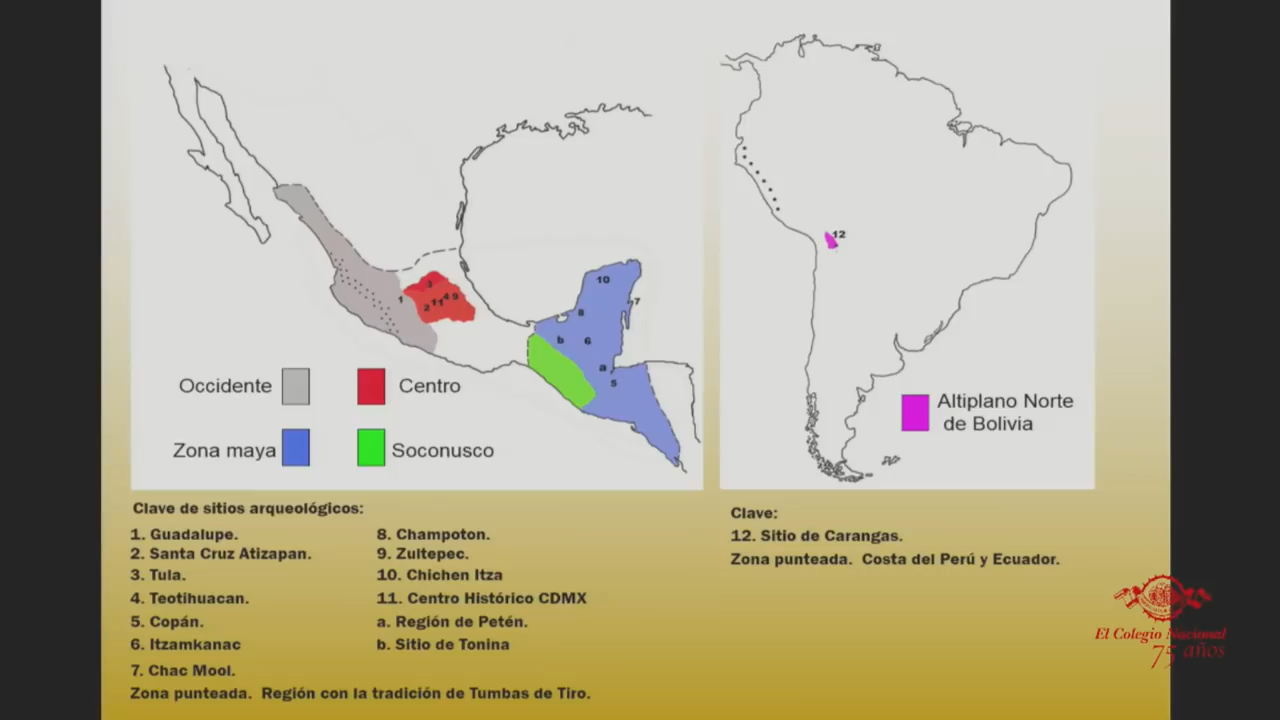 10
3
7
1
4 9
2 11
8
b
6
a
5
Occidente
Centro
Zona maya
Soconusco
12
Altiplano Norte
de Bolivia
Clave de sitios arqueológicos:
1. Guadalupe.
2. Santa Cruz Atizapan.
3. Tula.
4. Teotihuacan.
5. Copán.
6. Itzamkanac
7. Chac Mool.
8. Champoton.
9. Zultepec.
10. Chichen Itza
11. Centro Histórico CDMX
a. Región de Petén.
b. Sitio de Tonina
Zona punteada. Región con la tradición de Tumbas de Tiro.
Clave:
12. Sitio de Carangas.
Zona punteada. Costa del Perú y Ecuador.
El Colegio Nacional
75 años